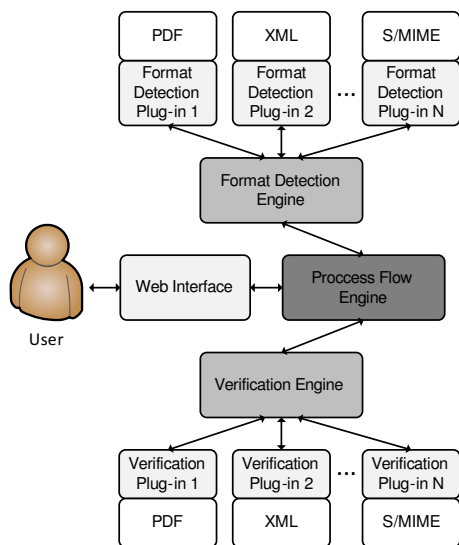 PDF XML S/MIME
Format Format Format
Detection Detection ... Detection
Plug-in 1 Plug-in 2 Plug-in N
Format Detection
Engine
Web Interface
Proccess Flow
Engine
User
Verification Engine
Verification Verification ... Verification
Plug-in 1 Plug-in 2 Plug-in N
PDF XML S/MIME